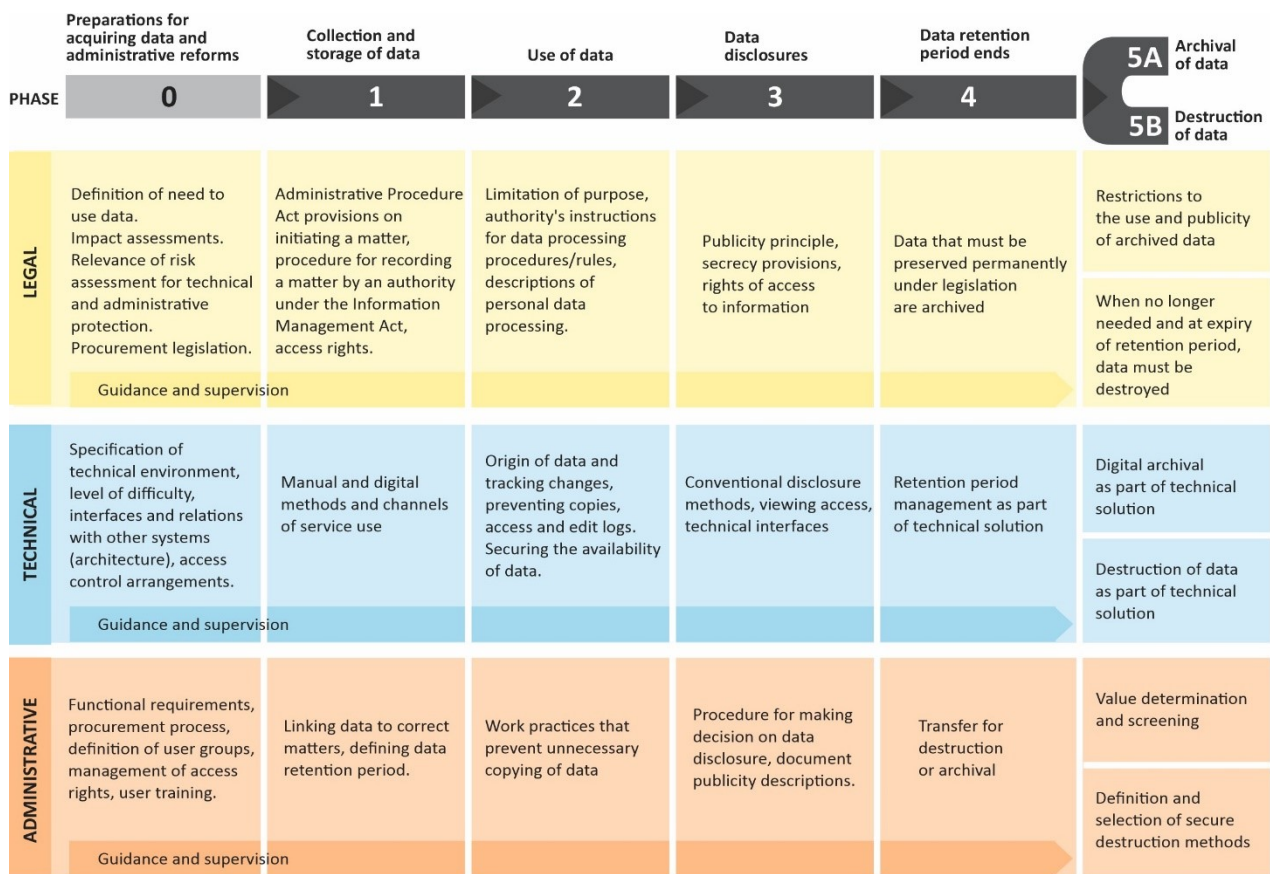 Preparations for
acquiring data and
administrative reforms
Collection and
storage of data
Use of data
Data
disclosures
Data retention
period ends
Archival
of data
Destruction
of data
PHASE
0
1
2
3
4
5A
5B
LEGAL
Definition of need to
use data.
Impact assessments.
Relevance of risk
assessment for technical
and administrative
protection.
Procurement legislation.
Administrative Procedure
Act provisions on
initiating a matter,
procedure for recording
a matter by an authority
under the Information
Management Act,
access rights.
Limitation of purpose,
authority's instructions
for data processing
procedures/rules,
descriptions of
personal data
processing.
Publicity principle,
secrecy provisions,
rights of access
to information
Data that must be
preserved permanently
under legislation
are archived
Restrictions to
the use and publicity
of archived data
When no longer
needed and at expiry
of retention period,
data must be
destroyed
Guidance and supervision
TECHNICAL
Specification of
technical environment,
level of difficulty,
interfaces and relations
with other systems
(architecture), access
control arrangements.
Manual and digital
methods and channels
of service use
Origin of data and
tracking changes,
preventing copies,
access and edit logs.
Securing the availability
of data.
Conventional disclosure
methods, viewing access,
technical interfaces
Retention period
management as part
of technical solution
Digital archival
as part of technical
solution
Destruction of data
as part of technical
solution
Guidance and supervision
ADMINISTRATIVE
Functional requirements,
procurement process,
definition of user groups,
management of access
rights, user training.
Linking data to correct
matters, defining data
retention period.
Work practices that
prevent unnecessary
copying of data
Procedure for making
decision on data
disclosure, document
publicity descriptions.
Transfer for
destruction
or archival
Value determination
and screening
Definition and
selection of secure
destruction methods
Guidance and supervision